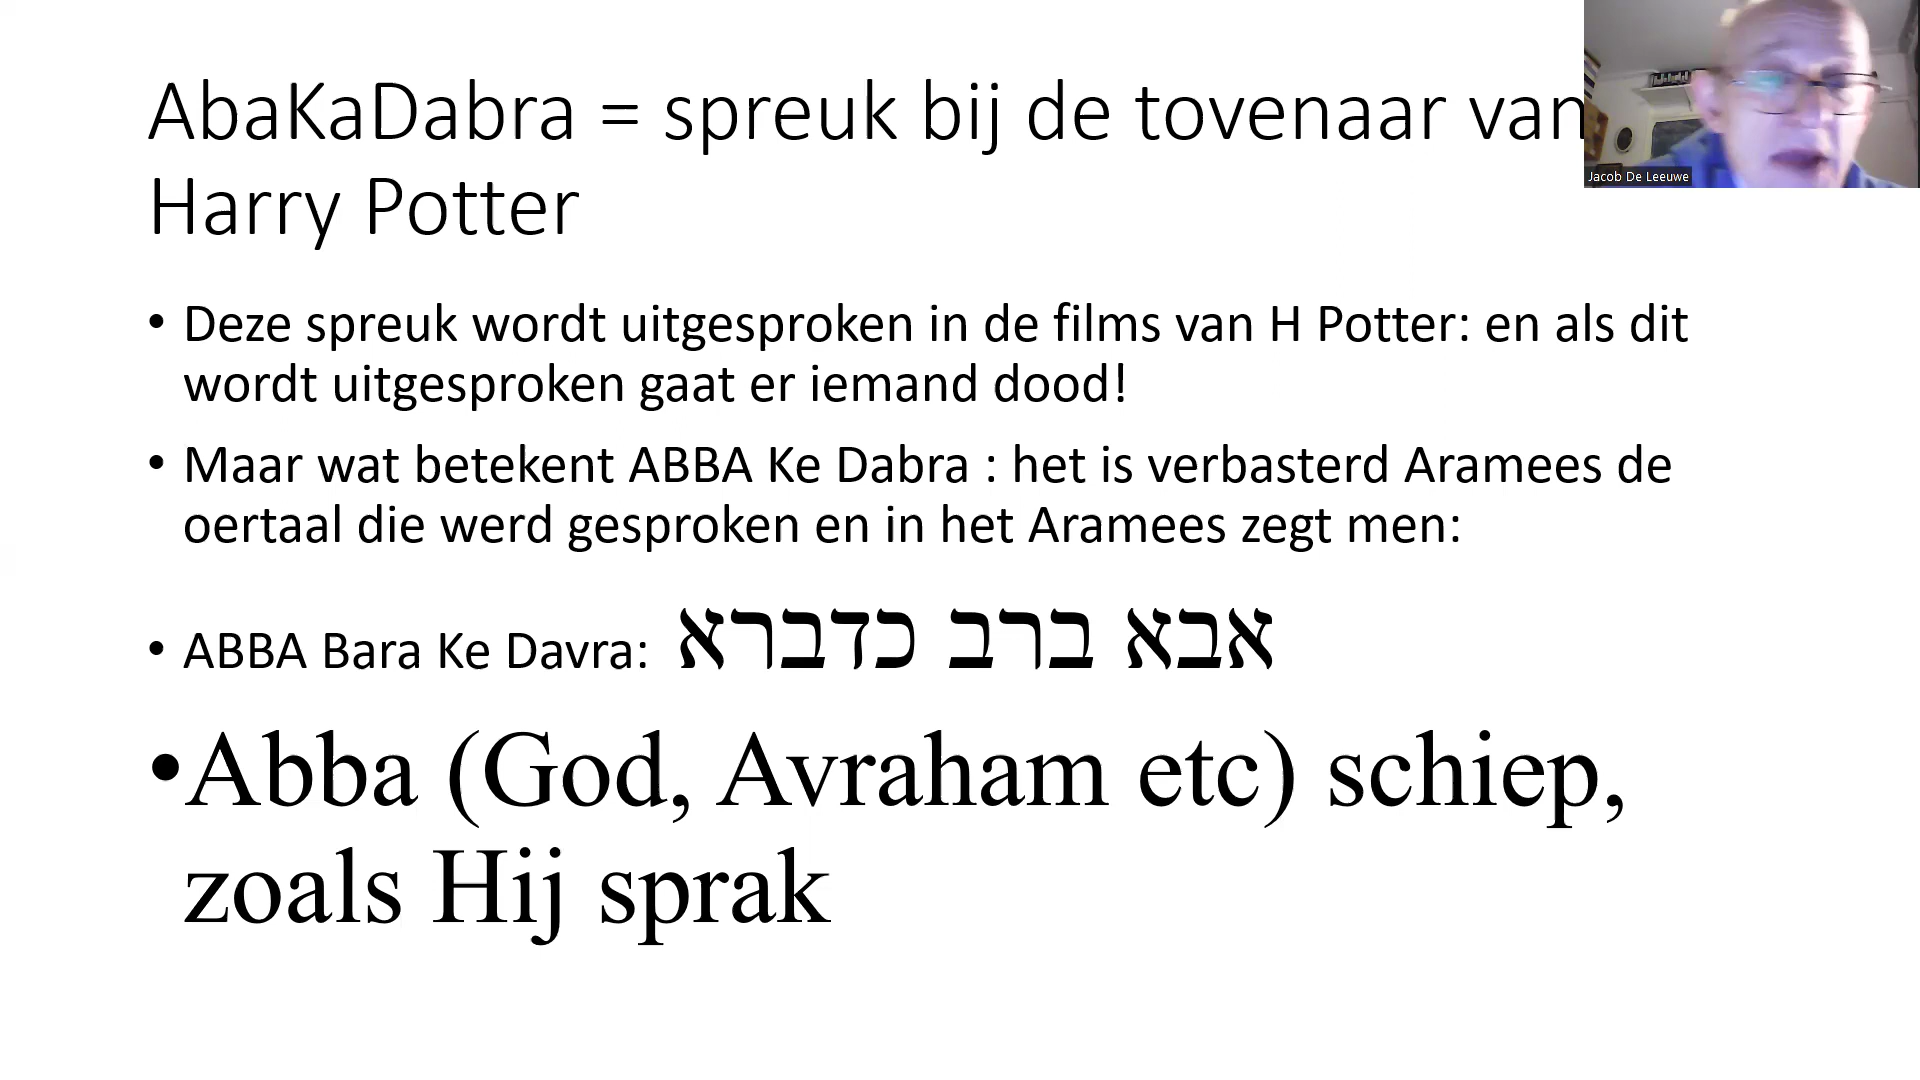 AbaKaDabra = spreuk bij de tovenaar van
Harry Potter
Jacob De Leeuwe
• Deze spreuk wordt uitgesproken in de films van H Potter: en als dit
wordt uitgesproken gaat er iemand dood!
• Maar wat betekent ABBA Ke Dabra : het is verbasterd Aramees de
oertaal die werd gesproken en in het Aramees zegt men:
• ABBA Bara Ke Davra: אבא ברב כדברא
•Abba (God, Avraham etc) schiep,
zoals Hij sprak